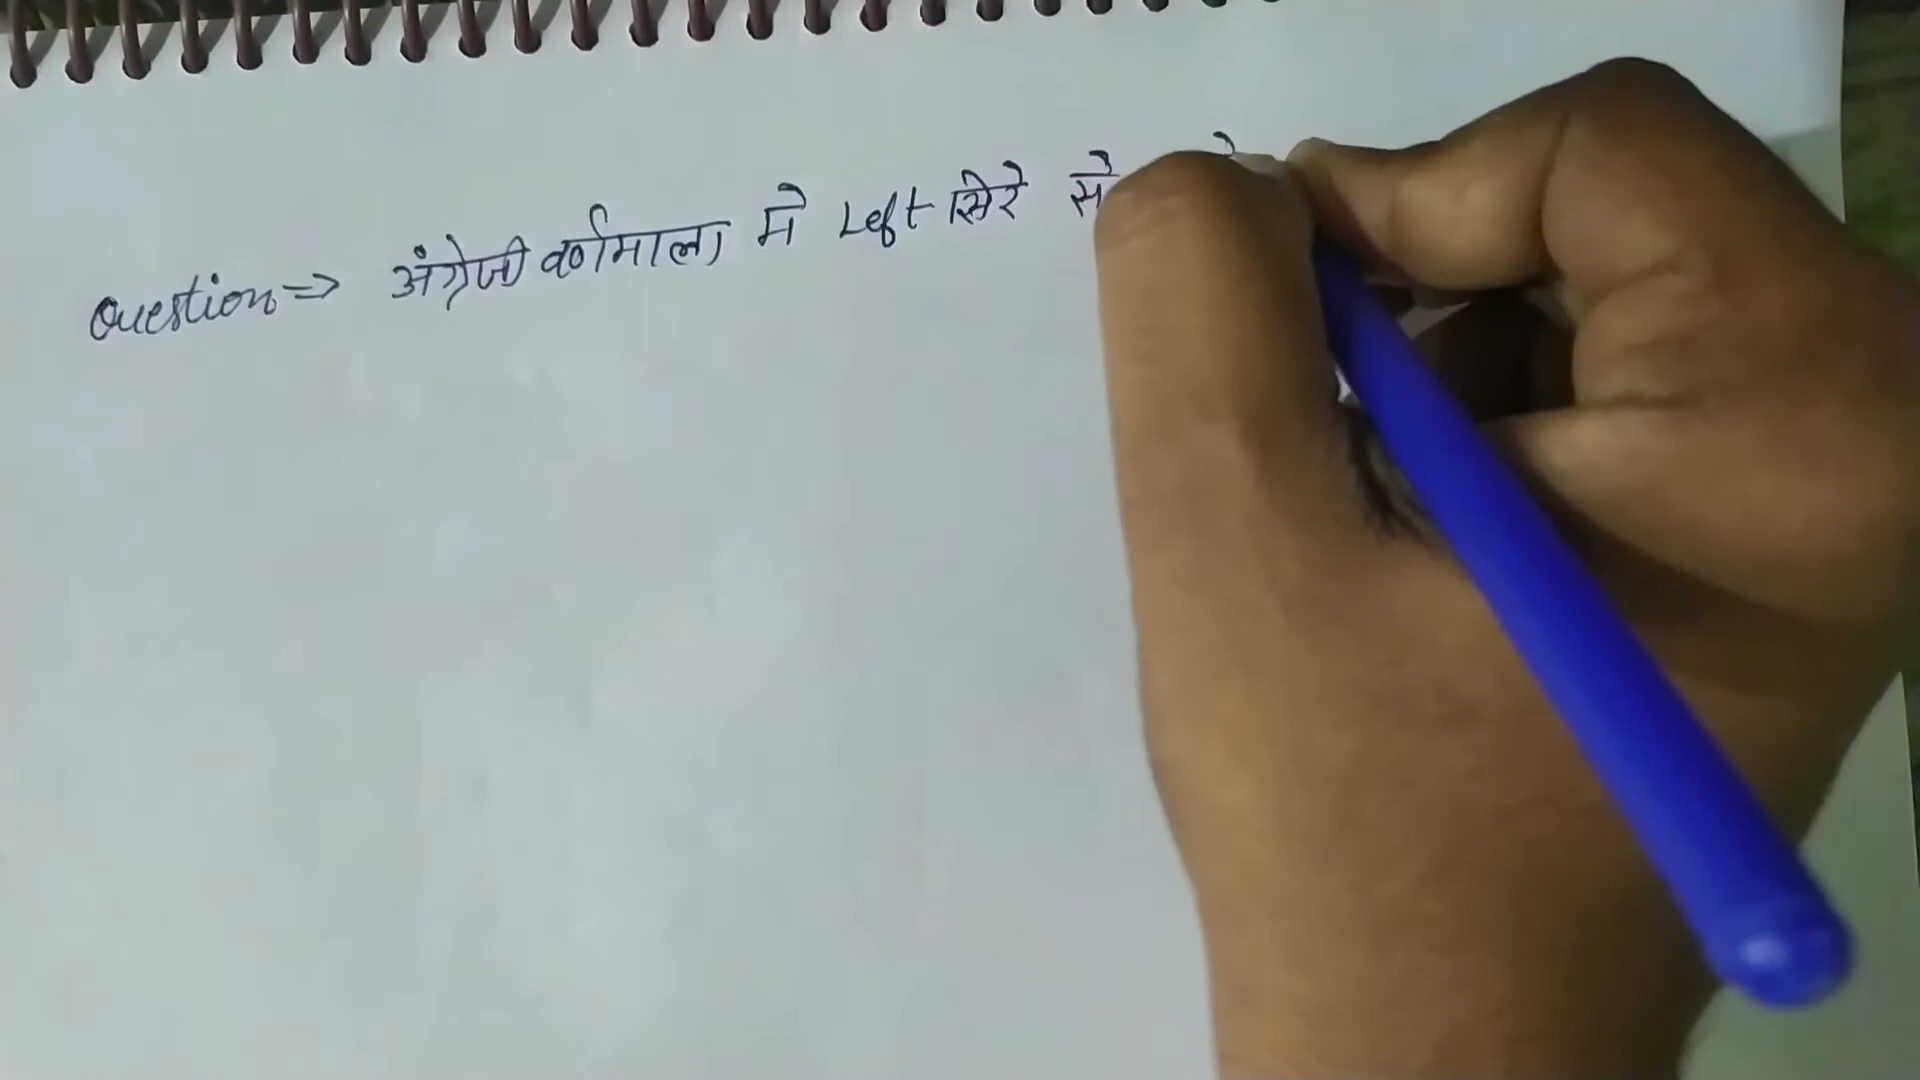 Question => अंग्रेजी वर्णमाला मे Left सिरे से